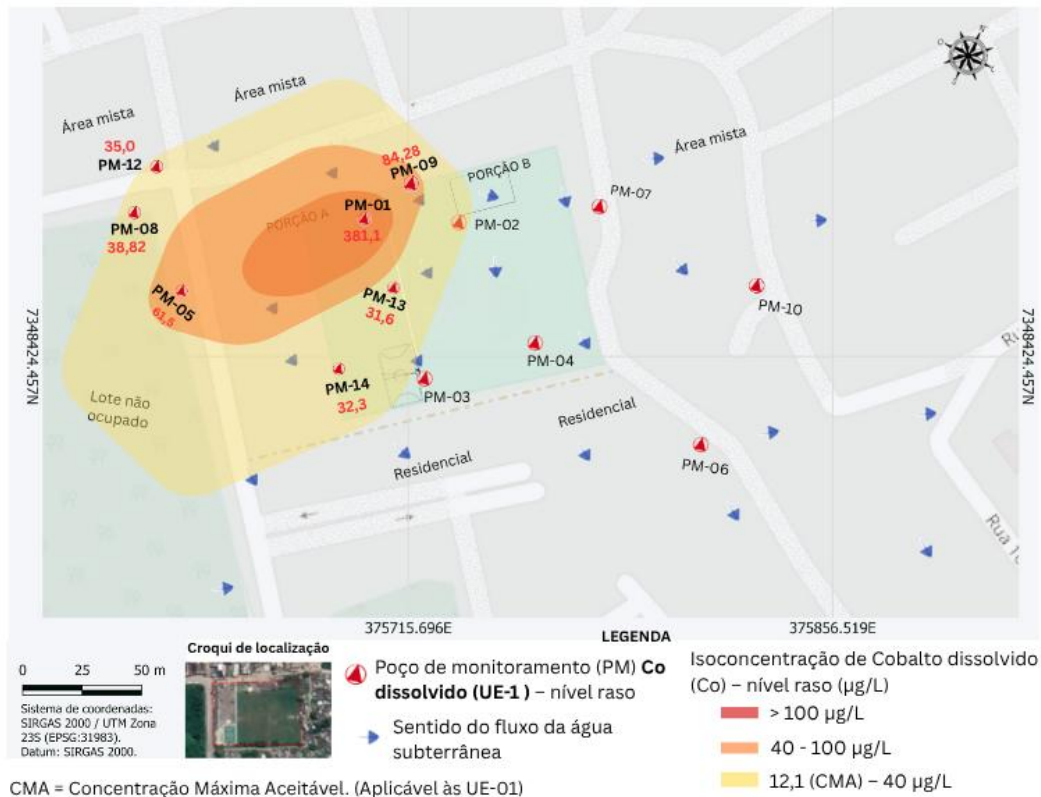 Área mista
Área mista
35,0
PM-12
84,28
PM-09
PORÇÃO B
Área mista
PM-01
PORÇÃO A
381,1
PM-08
38,82
PM-02
PM-07
PM-05
61,5
PM-13
31,6
PM-10
PM-04
PM-14
32,3
PM-03
Lote não
ocupado
Residencial
Residencial
PM-06
7348424.457N
7348424.457N
375715.696E
375856.519E
0 25 50 m
Sistema de coordenadas:
SIRGAS 2000 / UTM Zona
23S (EPSG:31983).
Datum: SIRGAS 2000.
Croqui de localização
LEGENDA
Poço de monitoramento (PM) Co
dissolvido (UE-1 ) – nível raso
Sentido do fluxo da água
subterrânea
Isoconcentração de Cobalto dissolvido
(Co) – nível raso (µg/L)
> 100 µg/L
40 - 100 µg/L
12,1 (CMA) – 40 µg/L
CMA = Concentração Máxima Aceitável. (Aplicável às UE-01)